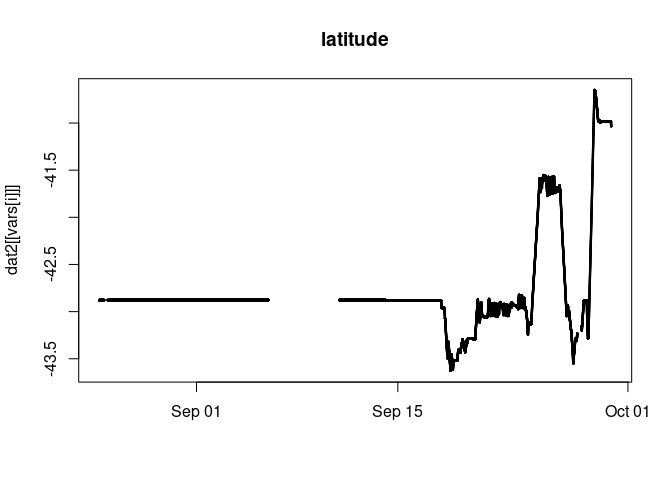 latitude
dat2[[vars[i]]]
-41.5
-42.5
-43.5
Sep 01
Sep 15
Oct 01